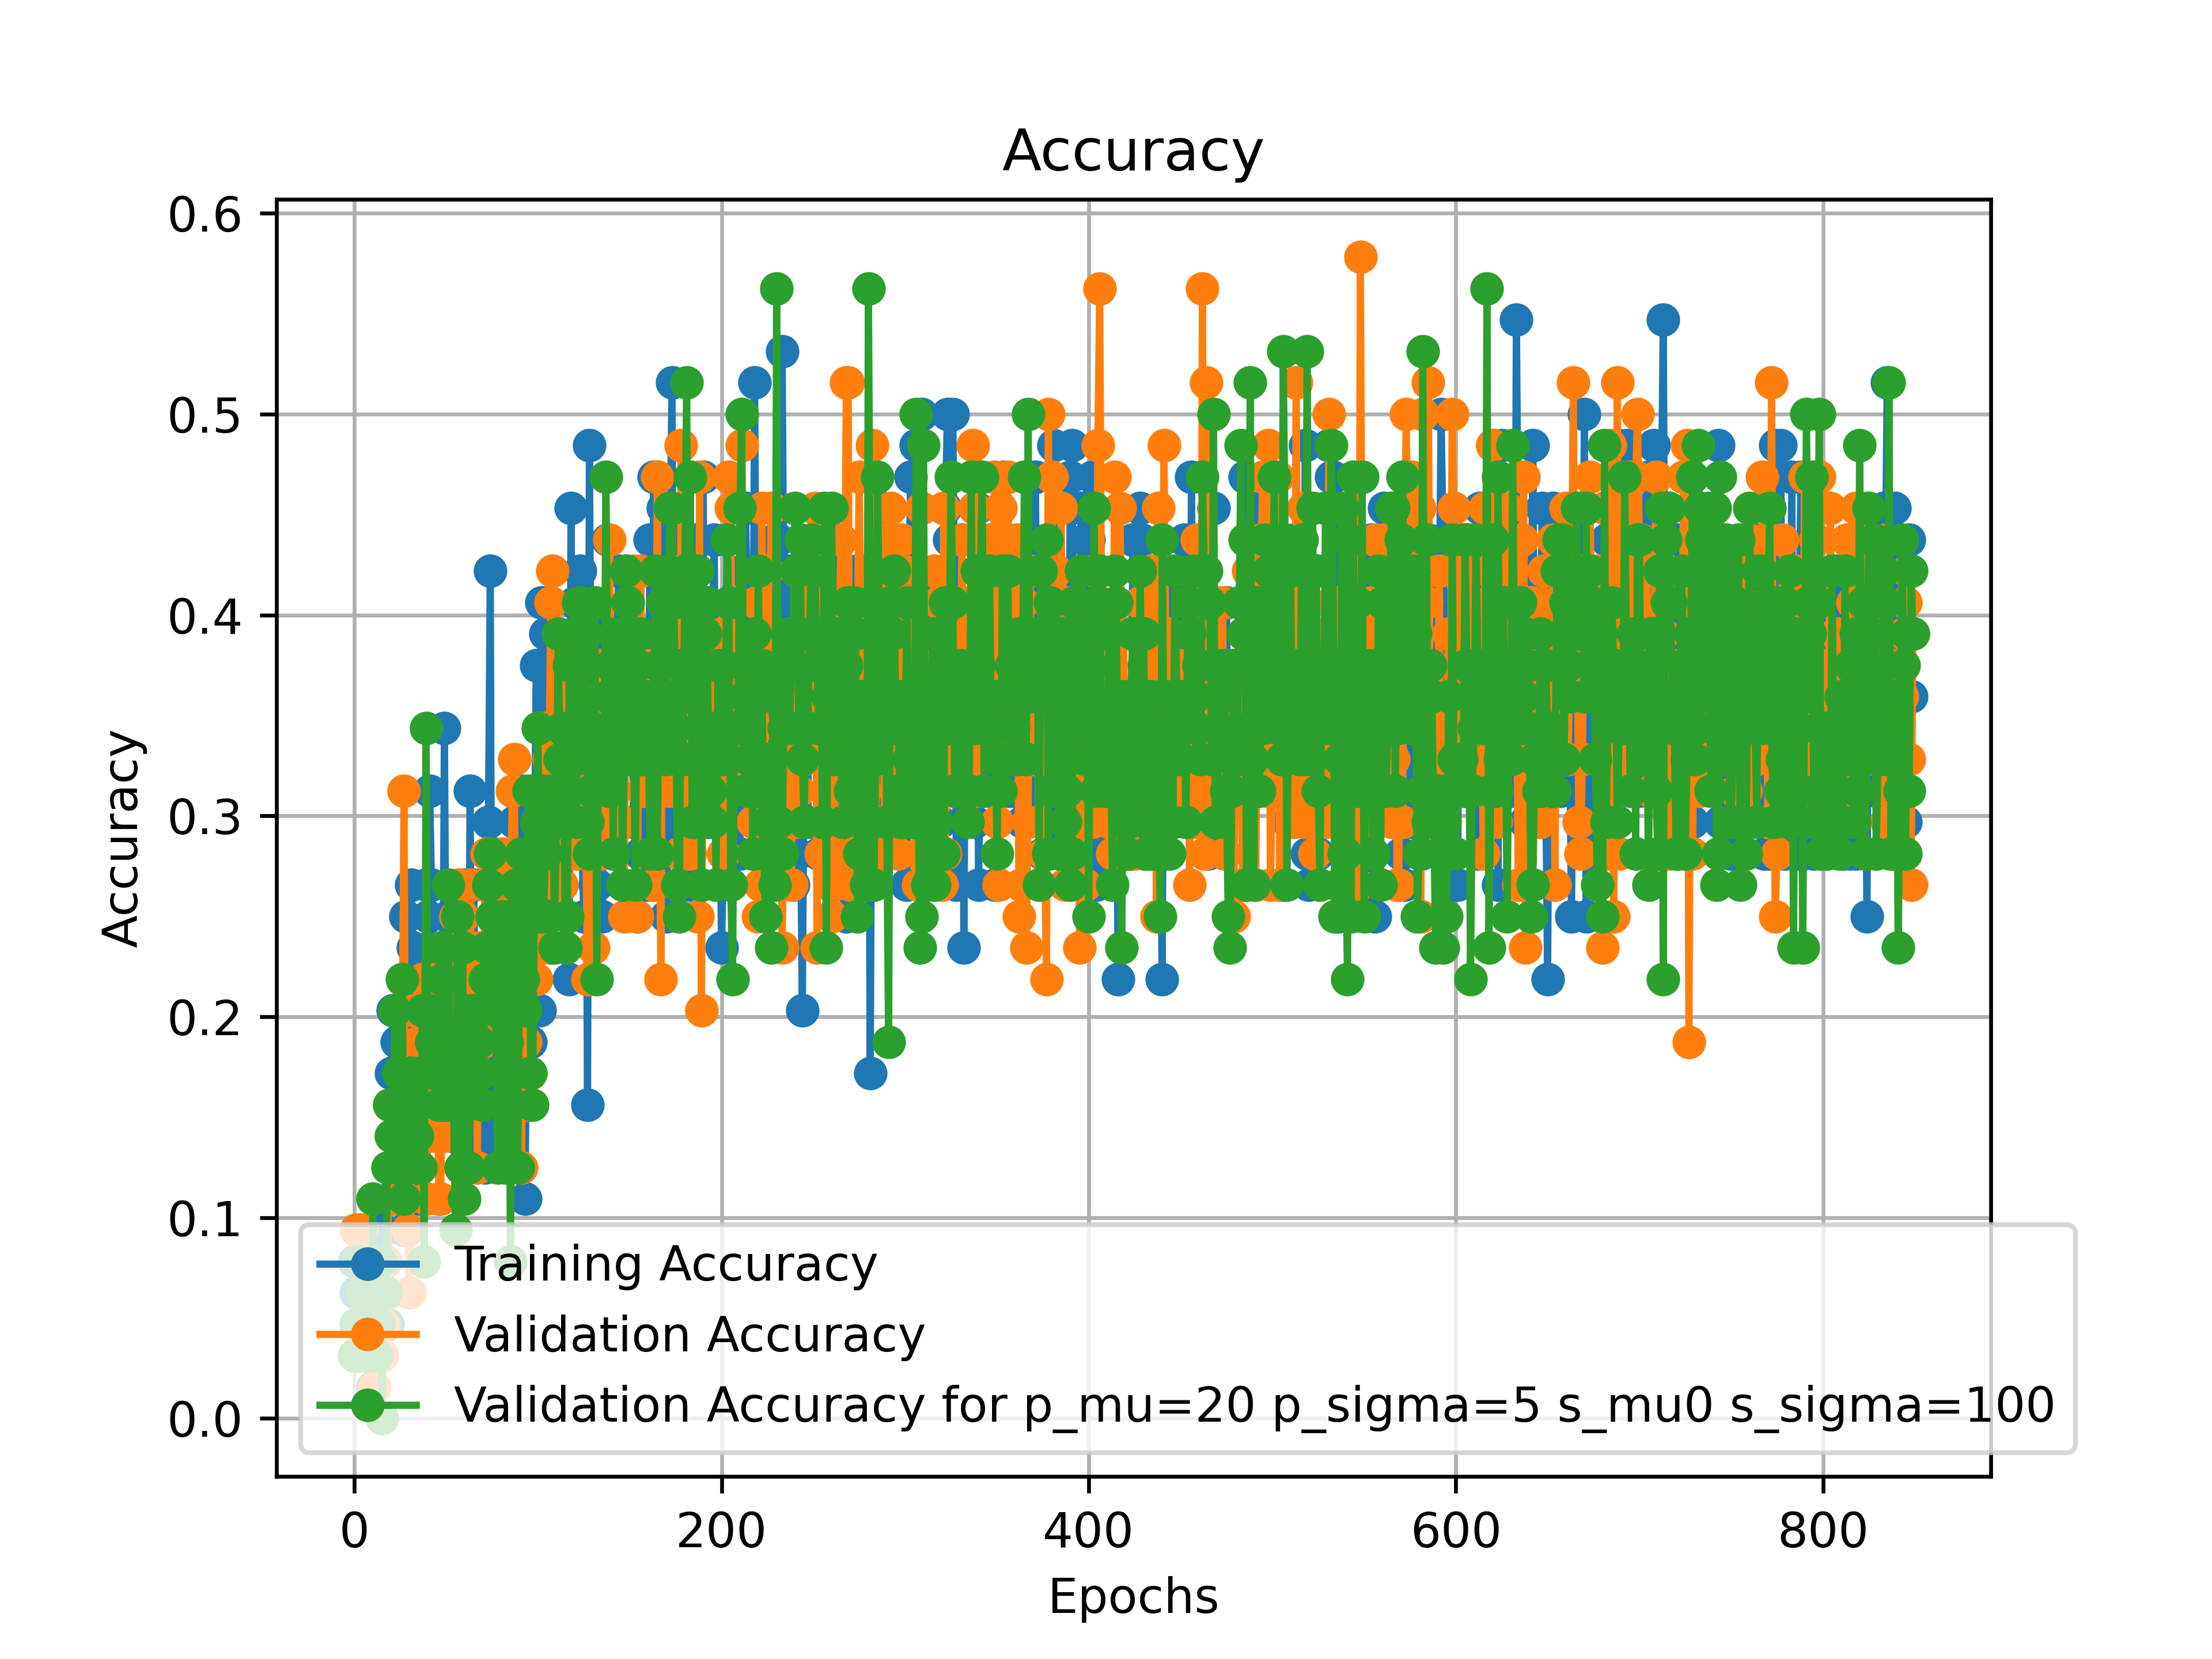 Accuracy
0.6
0.5
0.4
0.3
0.2
0.1
0.0
Accuracy
Training Accuracy
Validation Accuracy
Validation Accuracy for p_mu=20 p_sigma=5 s_mu0 s_sigma=100
0 200 400 600 800
Epochs